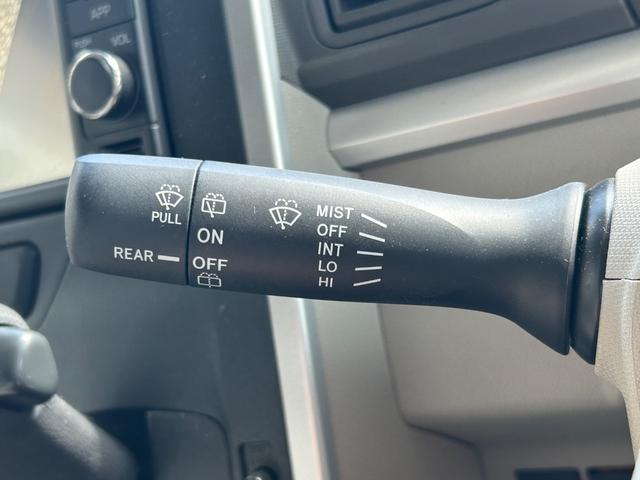 APP
VOL
PULL
REAR
ON
OFF
MIST
OFF
INT
LO
HI